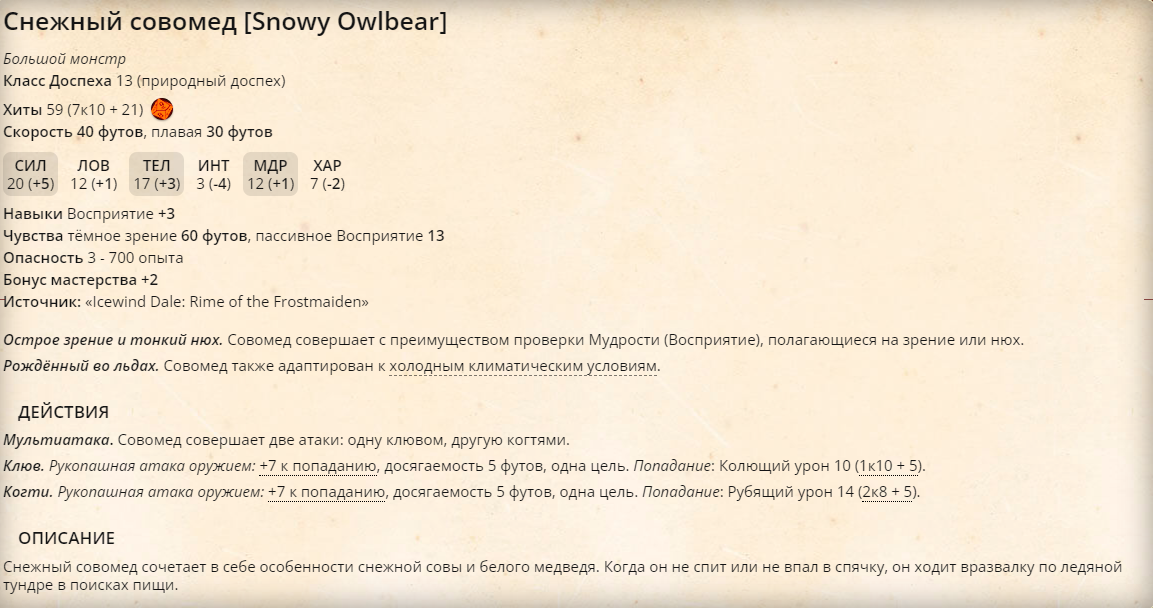 Снежный совомед [Snowy Owlbear]
Большой монстр
Класс Доспеха 13 (природный доспех)
Хиты 59 (7к10 + 21)
Скорость 40 футов, плавая 30 футов
СИЛ ЛОВ ТЕЛ ИНТ МДР ХАР
20 (+5) 12 (+1) 17 (+3) 3 (-4) 12 (+1) 7 (-2)
Навыки Восприятие +3
Чувства тёмное зрение 60 футов, пассивное Восприятие 13
Опасность 3 - 700 опыта
Бонус мастерства +2
Источник: «Icewind Dale: Rime of the Frostmaiden»
Острое зрение и тонкий нюх. Совомед совершает с преимуществом проверки Мудрости (Восприятие), полагающиеся на зрение или нюх.
Рождённый во льдах. Совомед также адаптирован к холодным климатическим условиям.
ДЕЙСТВИЯ
Мультиатака. Совомед совершает две атаки: одну клювом, другую когтями.
Клюв. Рукопашная атака оружием: +7 к попаданию, досягаемость 5 футов, одна цель. Попадание: Колющий урон 10 (1к10 + 5).
Когти. Рукопашная атака оружием: +7 к попаданию, досягаемость 5 футов, одна цель. Попадание: Рубящий урон 14 (2к8 + 5).
ОПИСАНИЕ
Снежный совомед сочетает в себе особенности снежной совы и белого медведя. Когда он не спит или не впал в спячку, он ходит вразвалку по ледяной
тундре в поисках пищи.